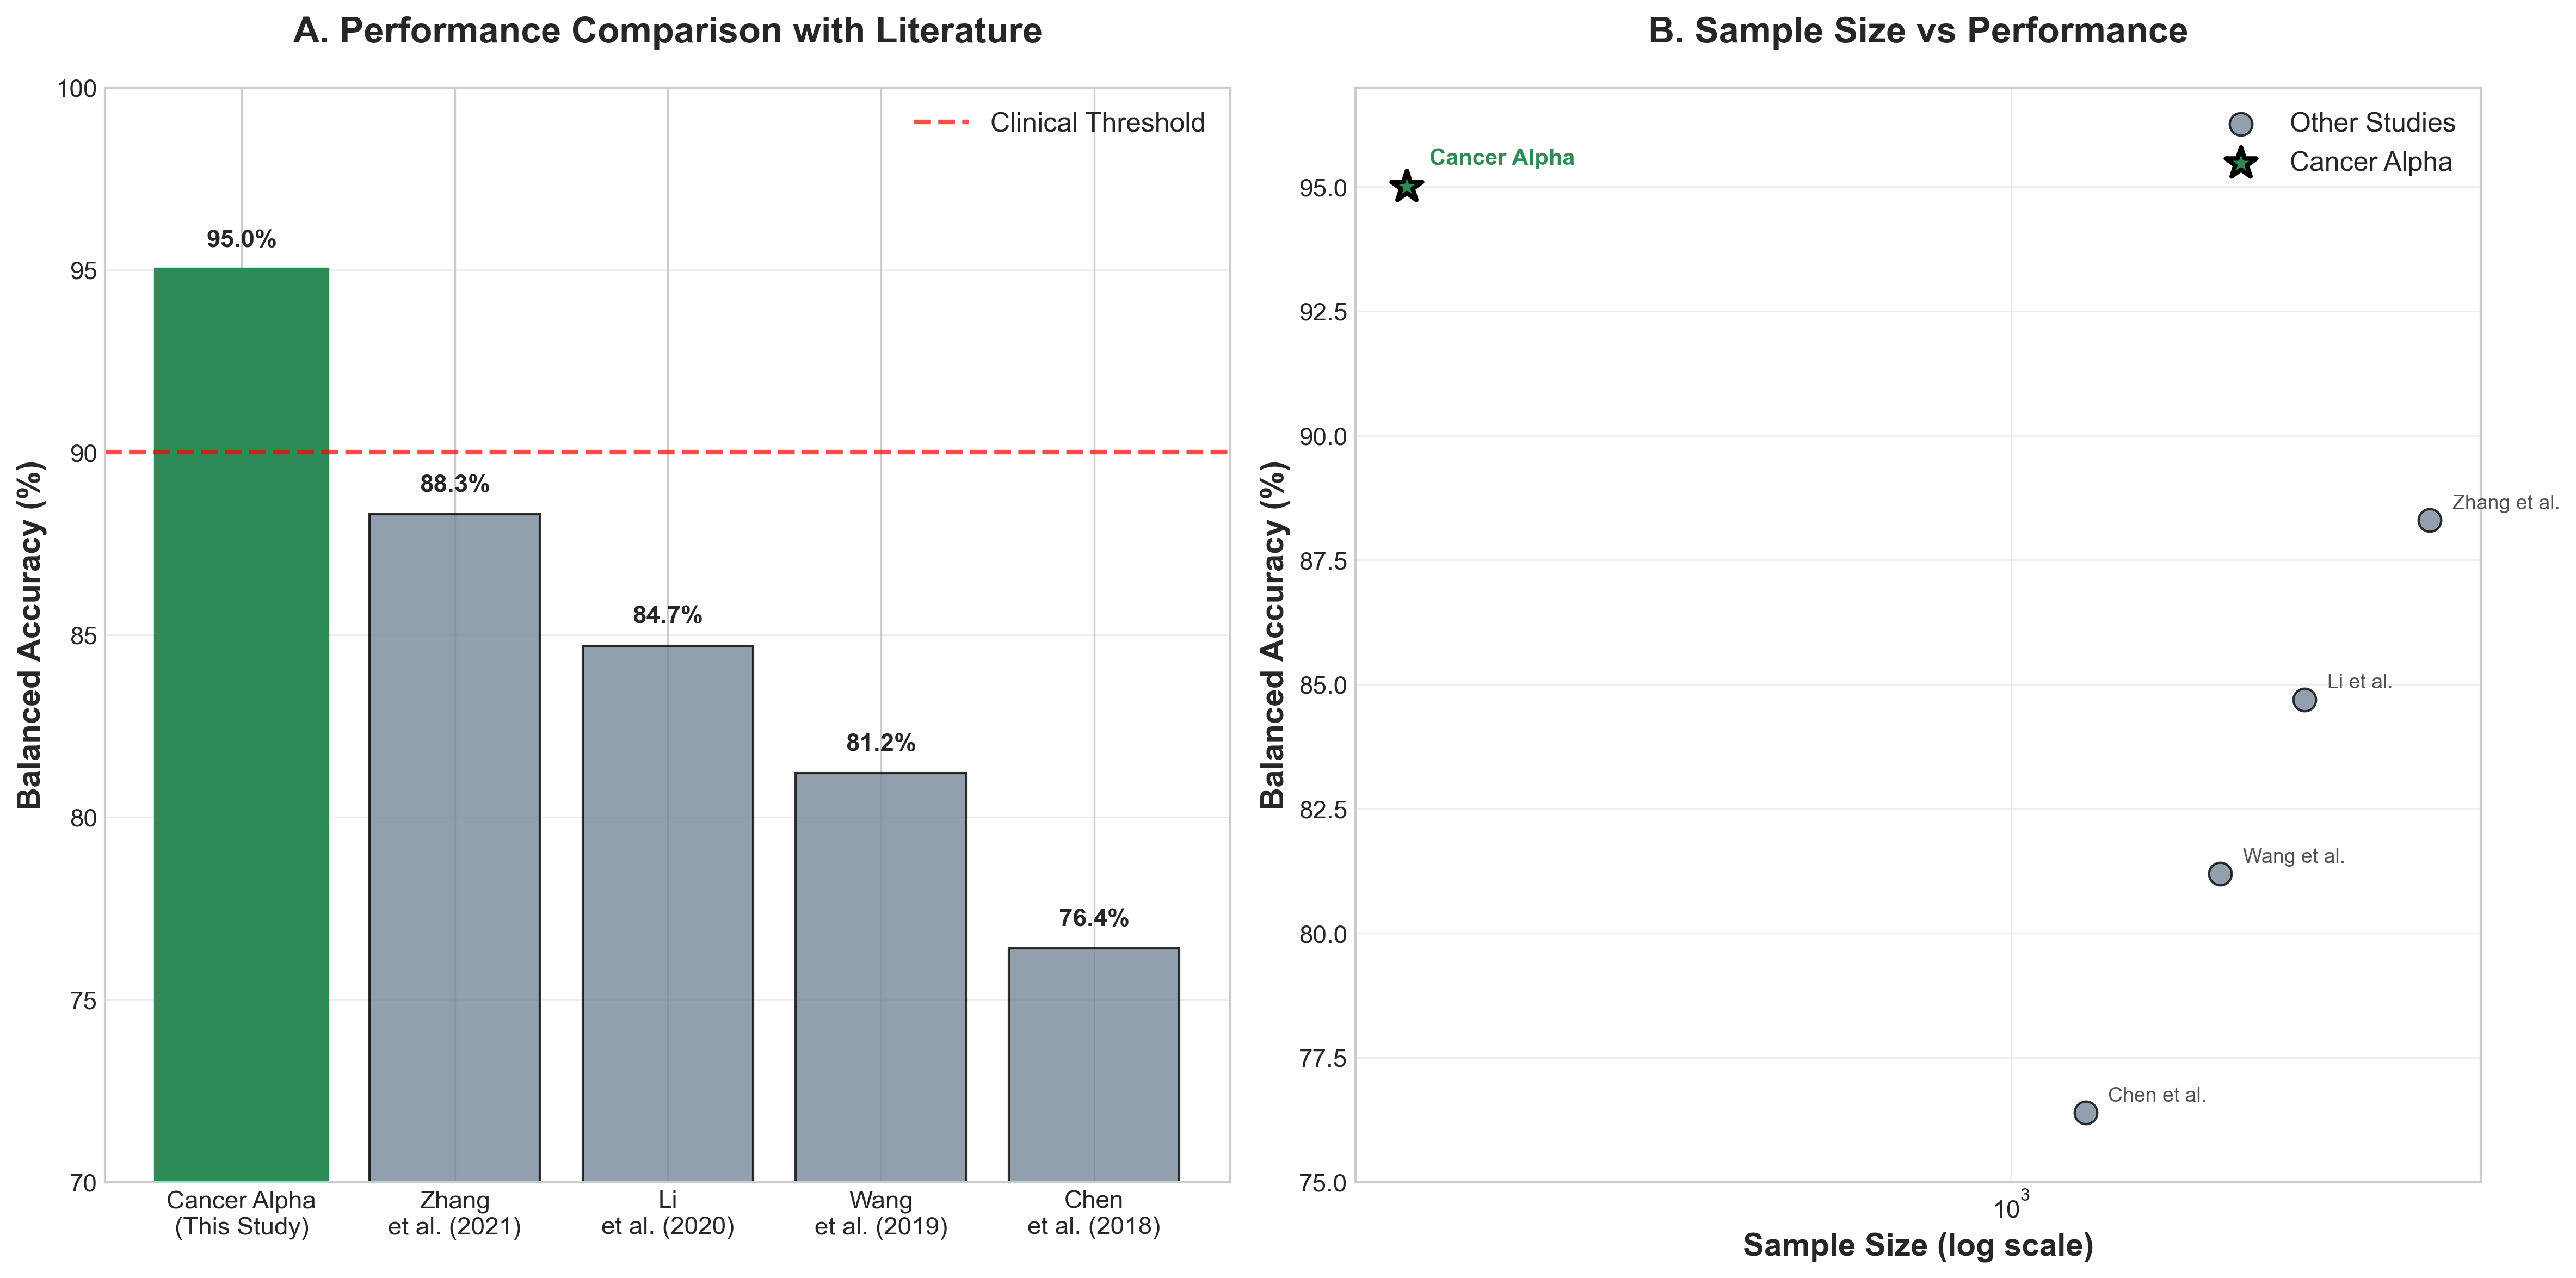 A. Performance Comparison with Literature
Balanced Accuracy (%)
100
95
90
85
80
75
70
Clinical Threshold
95.0%
88.3%
84.7%
81.2%
76.4%
Cancer Alpha
(This Study)
Zhang
et al. (2021)
Li
et al. (2020)
Wang
et al. (2019)
Chen
et al. (2018)
B. Sample Size vs Performance
Balanced Accuracy (%)
95.0
92.5
90.0
87.5
85.0
82.5
80.0
77.5
75.0
Other Studies
Cancer Alpha
Cancer Alpha
Zhang et al.
Li et al.
Wang et al.
Chen et al.
10³
Sample Size (log scale)